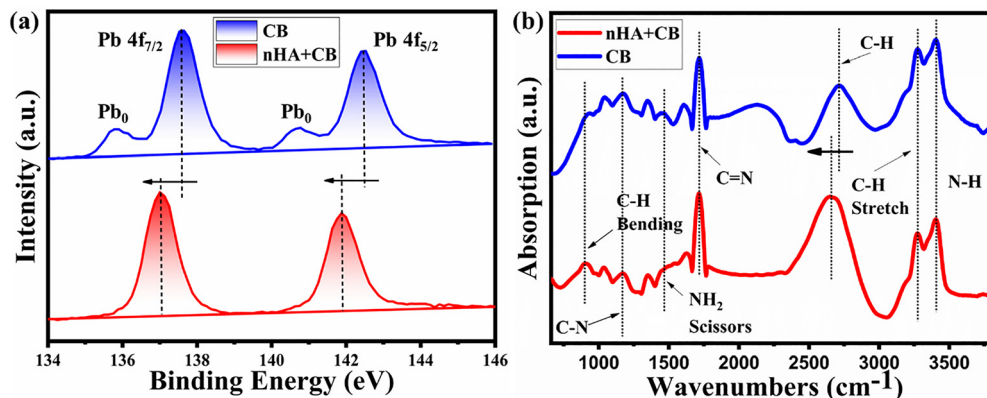 (a)
Pb 4f7/2
CB
nHA+CB
Pb 4f5/2
Pb0
Pb0
Intensity (a.u.)
134
136
138
140
142
144
146
Binding Energy (eV)
(b)
nHA+CB
CB
C-H
C=N
C-H
Stretch
N-H
C-H
Bending
NH2
Scissors
C-N
Absorption (a.u.)
1000
1500
2000
2500
3000
3500
Wavenumbers (cm-1)